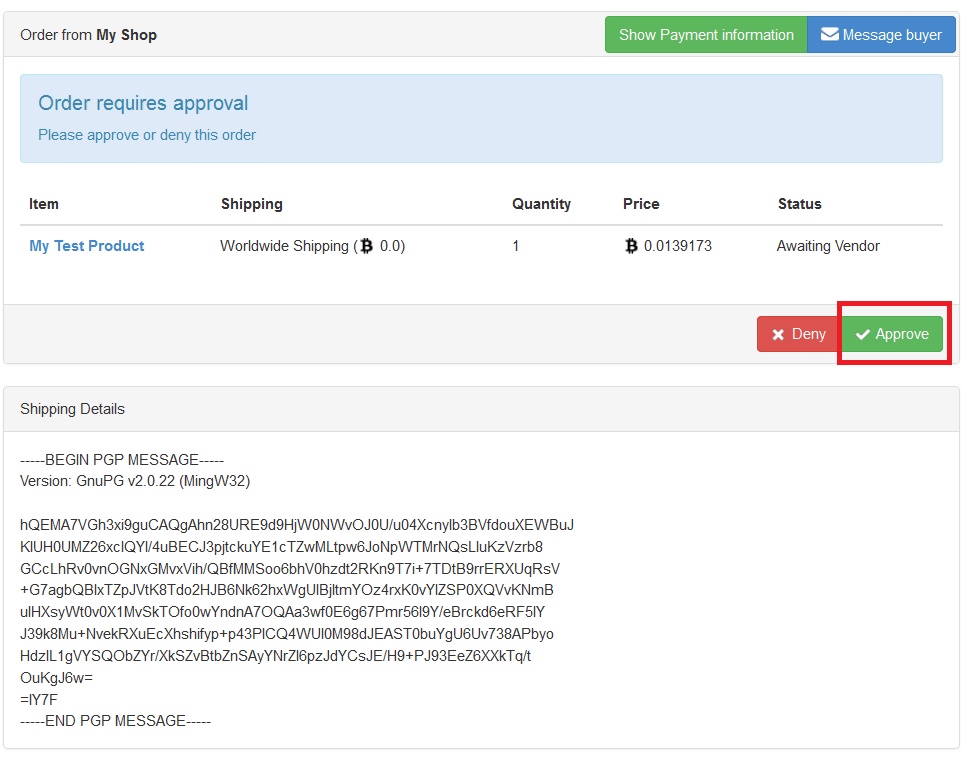 Order from My Shop Show Payment information Message buyer
Order requires approval
Please approve or deny this order
Item Shipping Quantity Price Status
My Test Product Worldwide Shipping (₿ 0.0) 1 ₿ 0.0139173 Awaiting Vendor
Deny Approve
Shipping Details
-----BEGIN PGP MESSAGE-----
Version: GnuPG v2.0.22 (MingW32)
hQEMA7VGh3xi9guCAQgAhn28URE9d9HjW0NWvOJ0U/u04Xcnylb3BVfdouXEWBuJ
KlUH0UMZ26xclQYl/4uBECJ3pjtckuYE1cTZwMLtpw6JoNpWTMrNQsLluKzVzrb8
GCcLhRv0vnOGNxGMvxVih/QBfMMSoo6bhV0hzdt2RKn9T7i+7TDtB9rrERXUqRsV
+G7agbQBlxTZpJVtK8Tdo2HJB6Nk62hxWgUlBjltmYOz4rxK0vYlZSP0XQVvKNmB
ulHXsyWt0v0X1MvSkTOfo0wYndnA7OQAa3wf0E6g67Pmr56l9Y/eBrckd6eRF5lY
J39k8Mu+NvekRXuEcXhshifyp+p43PlCQ4WUl0M98dJEAST0buYgU6Uv738APbyo
HdzlL1gVYSQObZYr/XkSZvBtbZnSAyYNrZl6pzJdYCsJE/H9+PJ93EeZ6XXkTq/t
OuKgJ6w=
=lY7F
-----END PGP MESSAGE-----